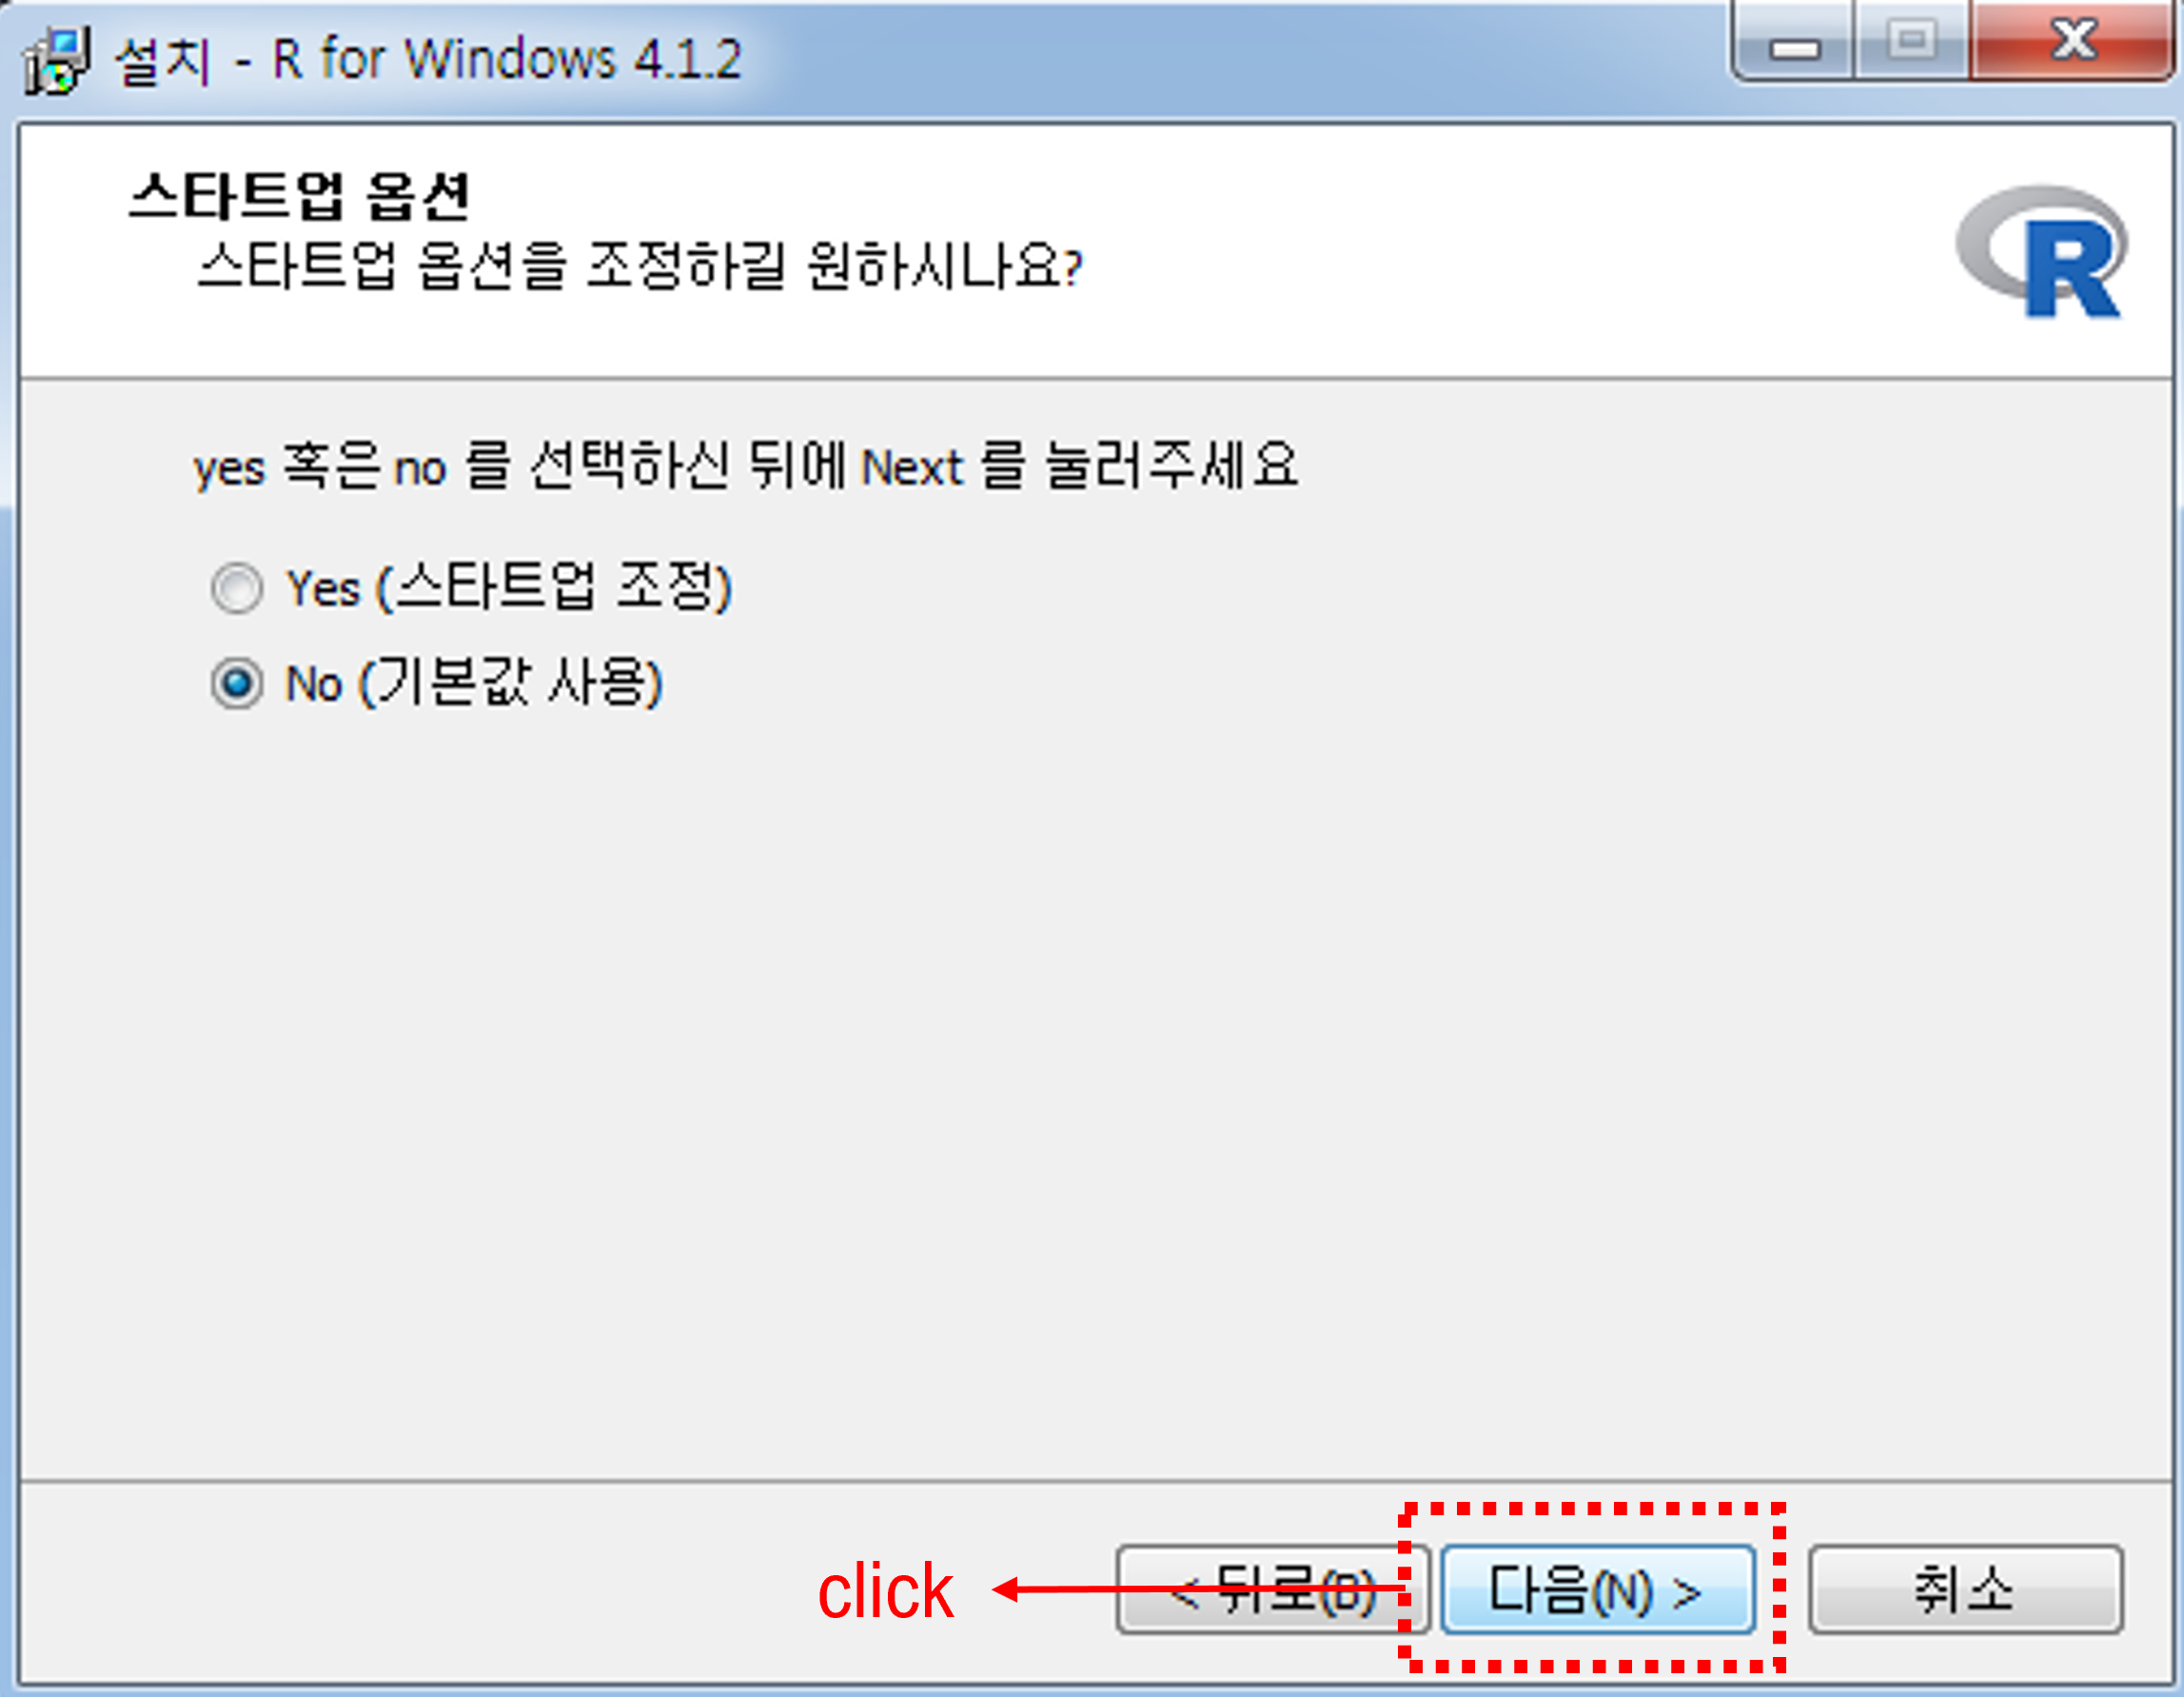 설치 - R for Windows 4.1.2
스타트업 옵션
스타트업 옵션을 조정하길 원하시나요?
R
yes 혹은 no 를 선택하신 뒤에 Next 를 눌러주세요
Yes (스타트업 조정)
No (기본값 사용)
click
< 뒤로(B)
다음(N) >
취소